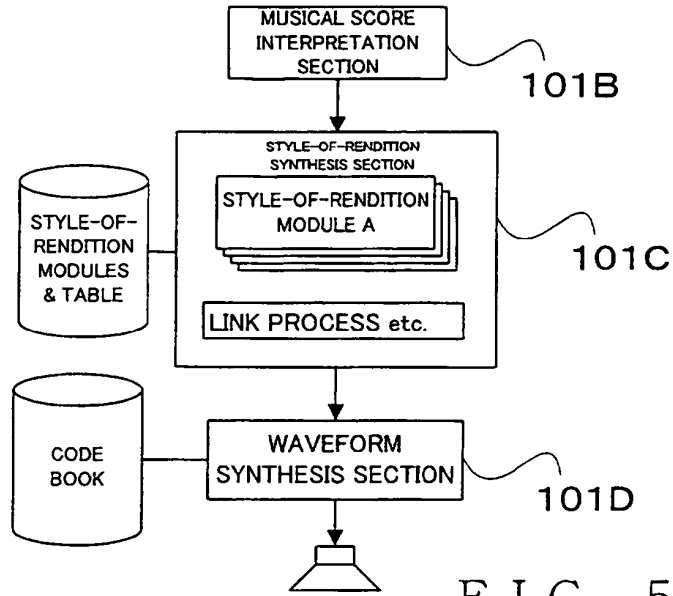 MUSICAL SCORE
INTERPRETATION
SECTION
101B
STYLE-OF-RENDITION
SYNTHESIS SECTION
STYLE-OF-RENDITION
MODULE A
STYLE-OF-
RENDITION
MODULES
& TABLE
101C
LINK PROCESS etc.
CODE
BOOK
WAVEFORM
SYNTHESIS SECTION
101D
FIG. 5